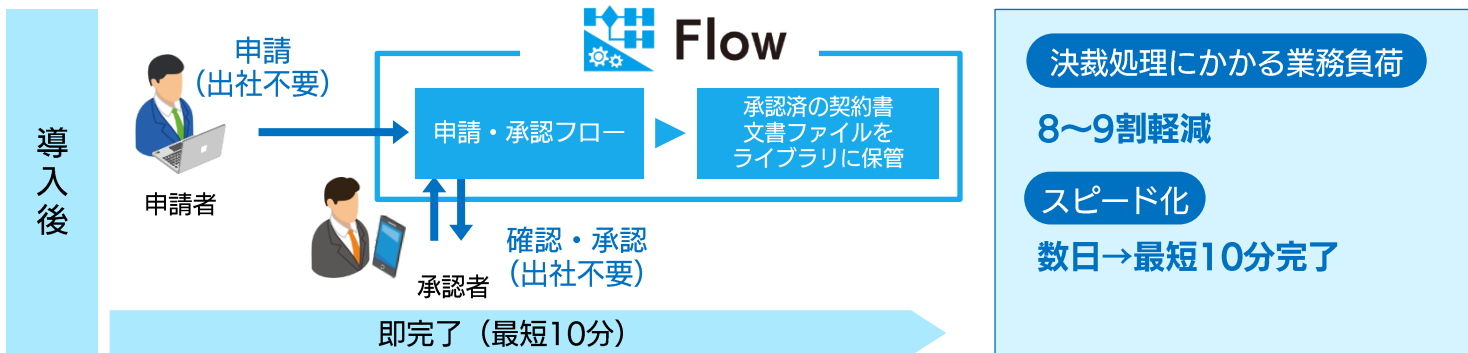 導入後
申請
（出社不要）
申請者
Flow
申請・承認フロー
承認済の契約書
文書ファイルを
ライブラリに保管
承認者
確認・承認
（出社不要）
即完了（最短10分）
決裁処理にかかる業務負荷
8〜9割軽減
スピード化
数日→最短10分完了